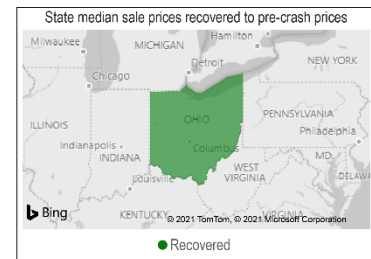 State median sale prices recovered to pre-crash prices
Milwaukee
MICHIGAN
Hamilton
Detroit
NEW YORK
Chicago
PENNSYLVANIA
ILLINOIS
OHIO
Philadelphia
Indianapolis
Columbus
INDIANA
MD.
WEST
VIRGINIA
DELAWA
Louisville
Bing
KENTUCKY
VIRGINIA
© 2021 TomTom, © 2021 Microsoft Corporation
Recovered